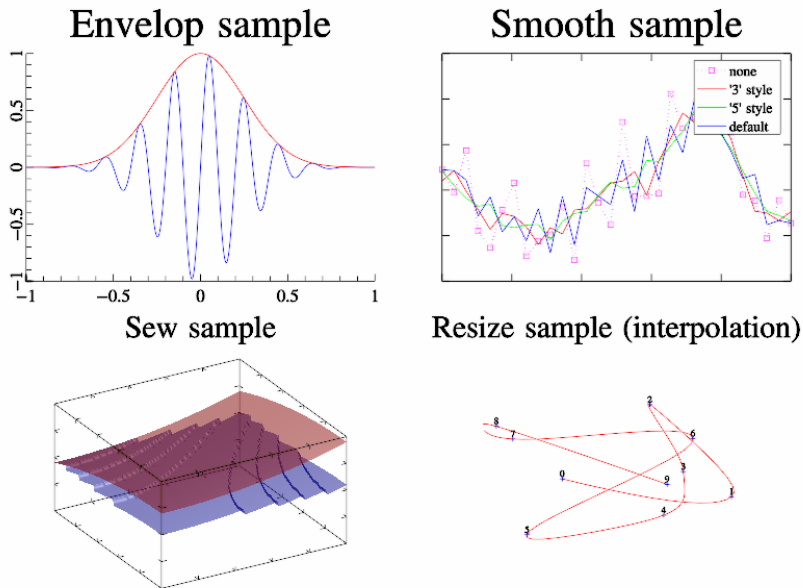 Envelop sample
Smooth sample
1
0.5
0
−0.5
−1
−1
−0.5
0
0.5
1
none
'3' style
'5' style
default
Sew sample
Resize sample (interpolation)
2
8
7
6
0
3
9
1
4
5